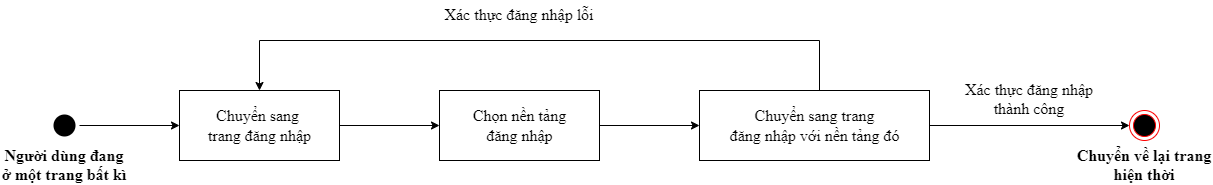 Xác thực đăng nhập lỗi
Người dùng đang
ở một trang bất kì
Chuyển sang
trang đăng nhập
Chọn nền tảng
đăng nhập
Chuyển sang trang
đăng nhập với nền tảng đó
Xác thực đăng nhập
thành công
Chuyển về lại trang
hiện thời